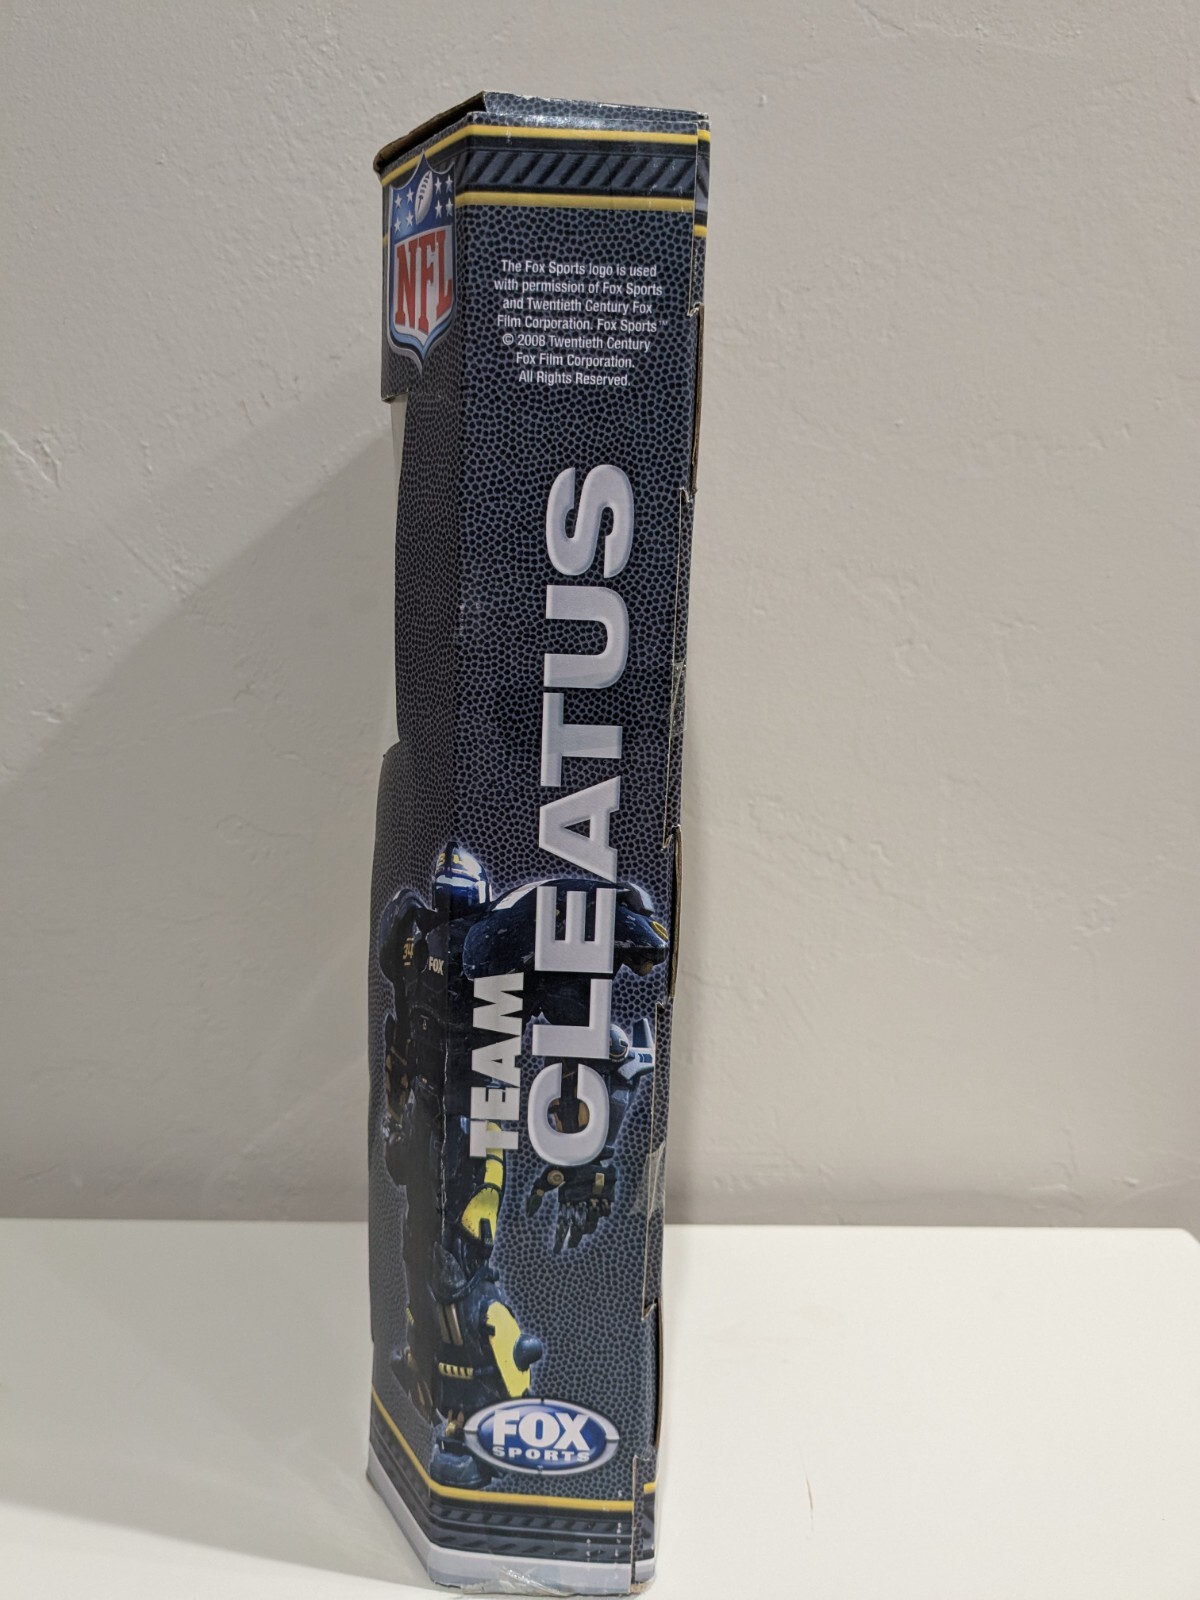 NFL
The Fox Sports logo is used
with permission of Fox Sports
and Twentieth Century Fox
Film Corporation. Fox Sports™
© 2008 Twentieth Century
Fox Film Corporation.
All Rights Reserved.
TEAM
CLEATUS
34
FOX
FOX
SPORTS